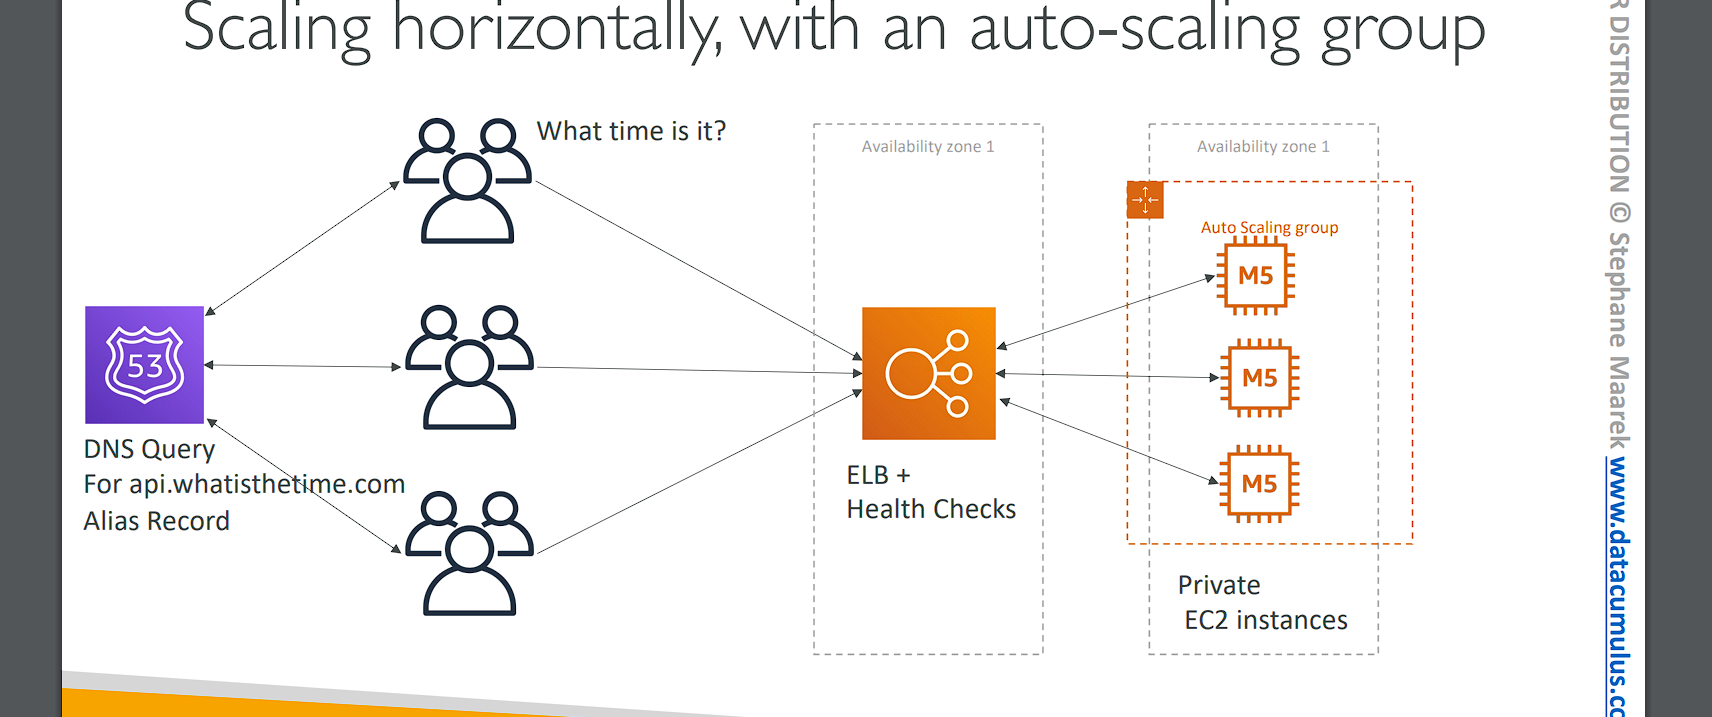 Scaling horizontally, with an auto-scaling group
What time is it?
Availability zone 1
Availability zone 1
Auto Scaling group
M5
M5
M5
53
DNS Query
For api.whatisthetime.com
Alias Record
ELB +
Health Checks
Private
EC2 instances
DISTRIBUTION © Stephane Maarek www.datacumulus.co